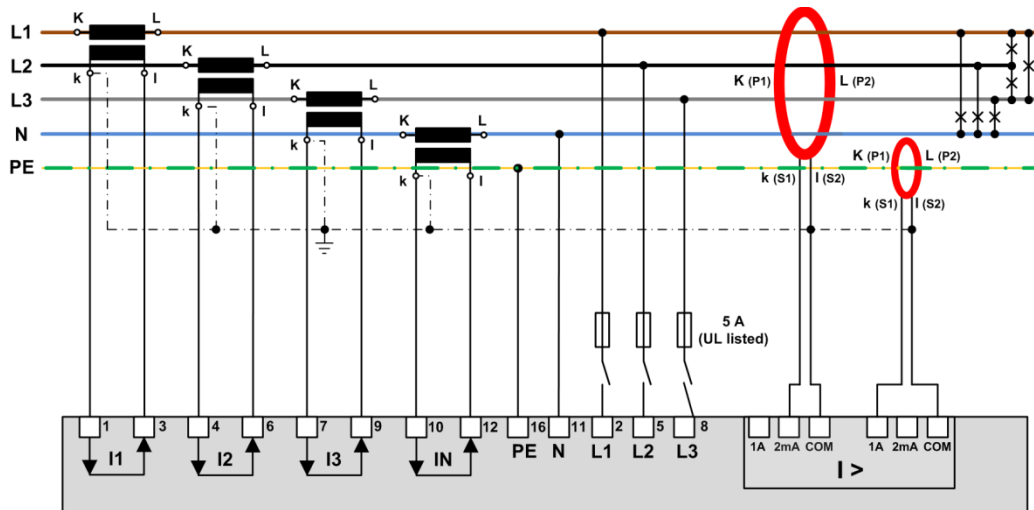 K L
L1
K L
L2
k l
K (P1) L (P2)
K L
L3
k l
K L
N
k l
K (P1) L (P2)
PE
k (S1) l (S2)
k l
k (S1) l (S2)
5 A
(UL listed)
1 3 4 6 7 9 10 12 16 11 2 5 8
I1 I2 I3 IN PE N L1 L2 L3
1A 2mA COM 1A 2mA COM
I >